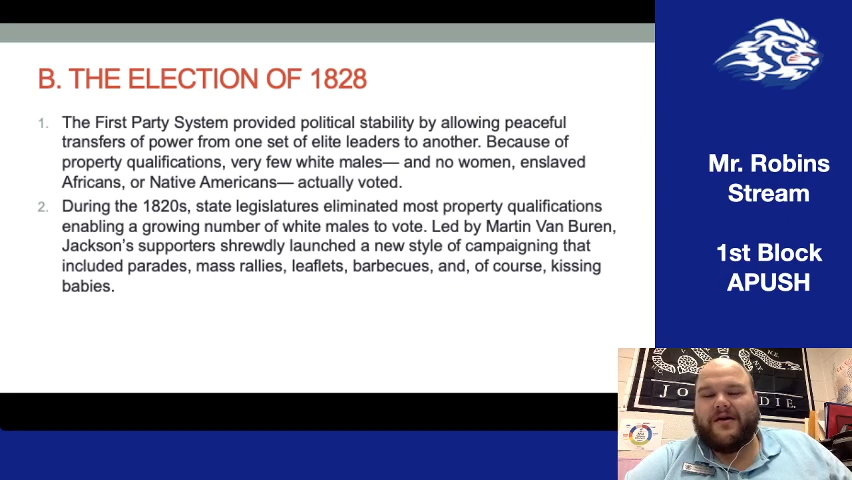 B. THE ELECTION OF 1828
1. The First Party System provided political stability by allowing peaceful
transfers of power from one set of elite leaders to another. Because of
property qualifications, very few white males— and no women, enslaved
Africans, or Native Americans— actually voted.
2. During the 1820s, state legislatures eliminated most property qualifications
enabling a growing number of white males to vote. Led by Martin Van Buren,
Jackson's supporters shrewdly launched a new style of campaigning that
included parades, mass rallies, leaflets, barbecues, and, of course, kissing
babies.
Mr. Robins
Stream
1st Block
APUSH
JO
DIE.